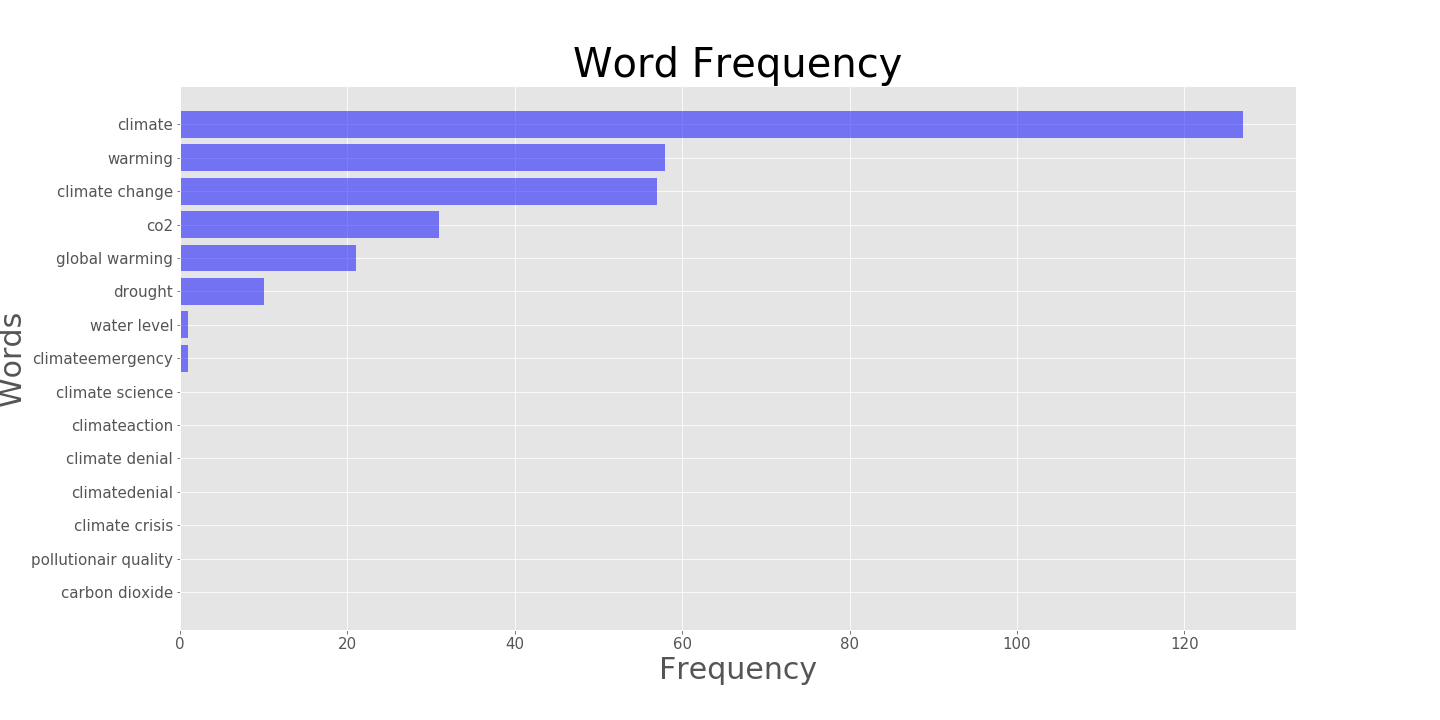 Word Frequency
climate
warming
climate change
co2
global warming
drought
water level
climateemergency
climate science
climateaction
climate denial
climatedenial
climate crisis
pollutionair quality
carbon dioxide
Words
0 20 40 60 80 100 120
Frequency